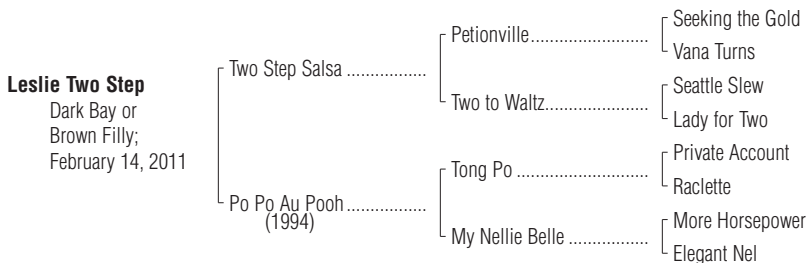 Leslie Two Step
Dark Bay or
Brown Filly;
February 14, 2011
Two Step Salsa ................
Po Po Au Pooh ................
(1994)
Petionville.......................
Two to Waltz....................
Tong Po .........................
My Nellie Belle ................
Seeking the Gold
Vana Turns
Seattle Slew
Lady for Two
Private Account
Raclette
More Horsepower
Elegant Nel